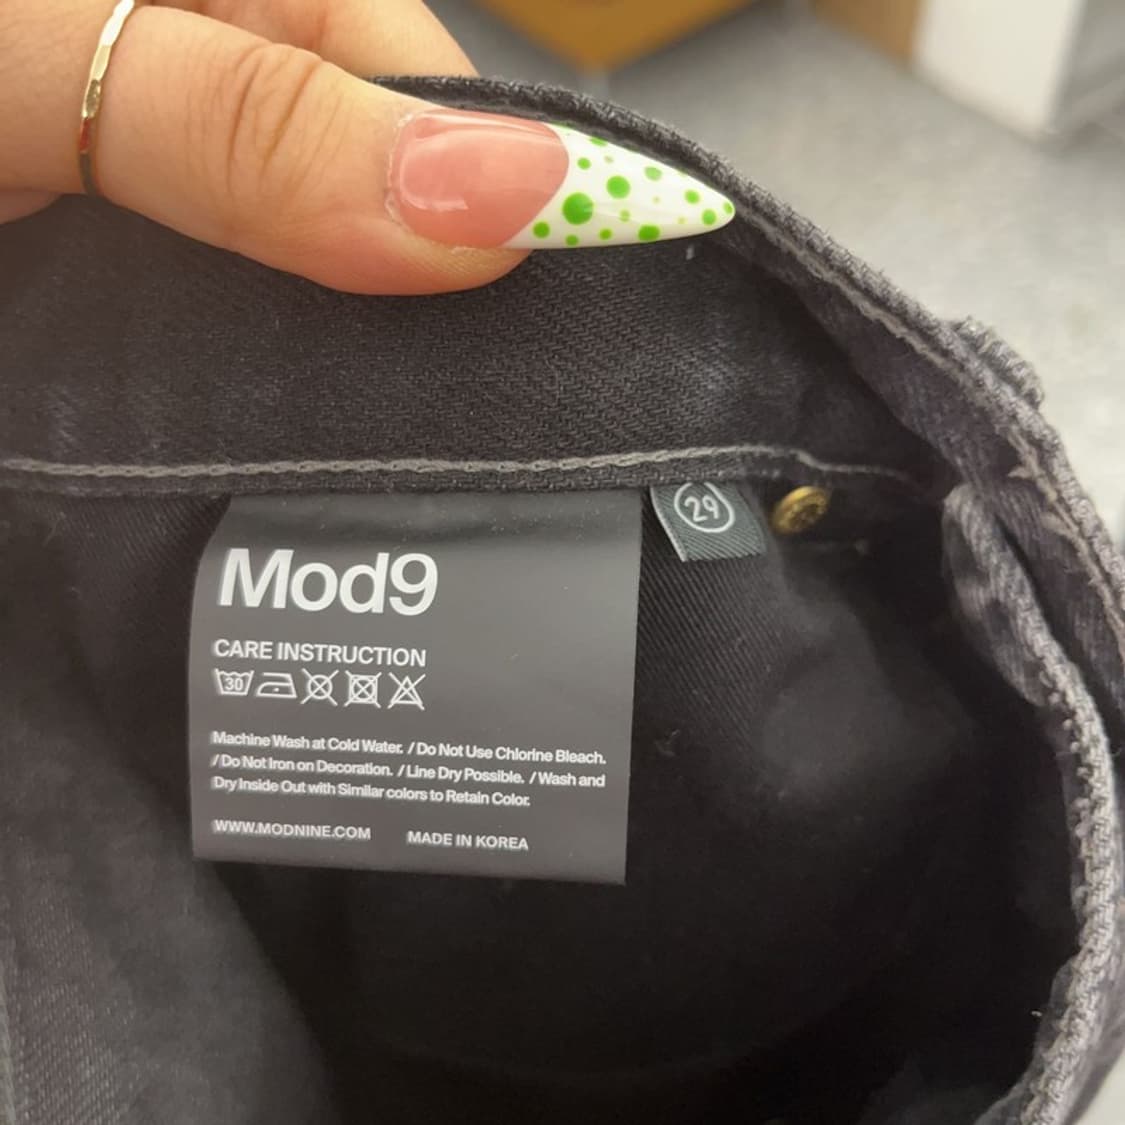 29
Mod9
CARE INSTRUCTION
30
Machine Wash at Cold Water. / Do Not Use Chlorine Bleach.
/ Do Not Iron on Decoration. / Line Dry Possible. / Wash and
Dry Inside Out with Similar colors to Retain Color.
WWW.MODNINE.COM MADE IN KOREA